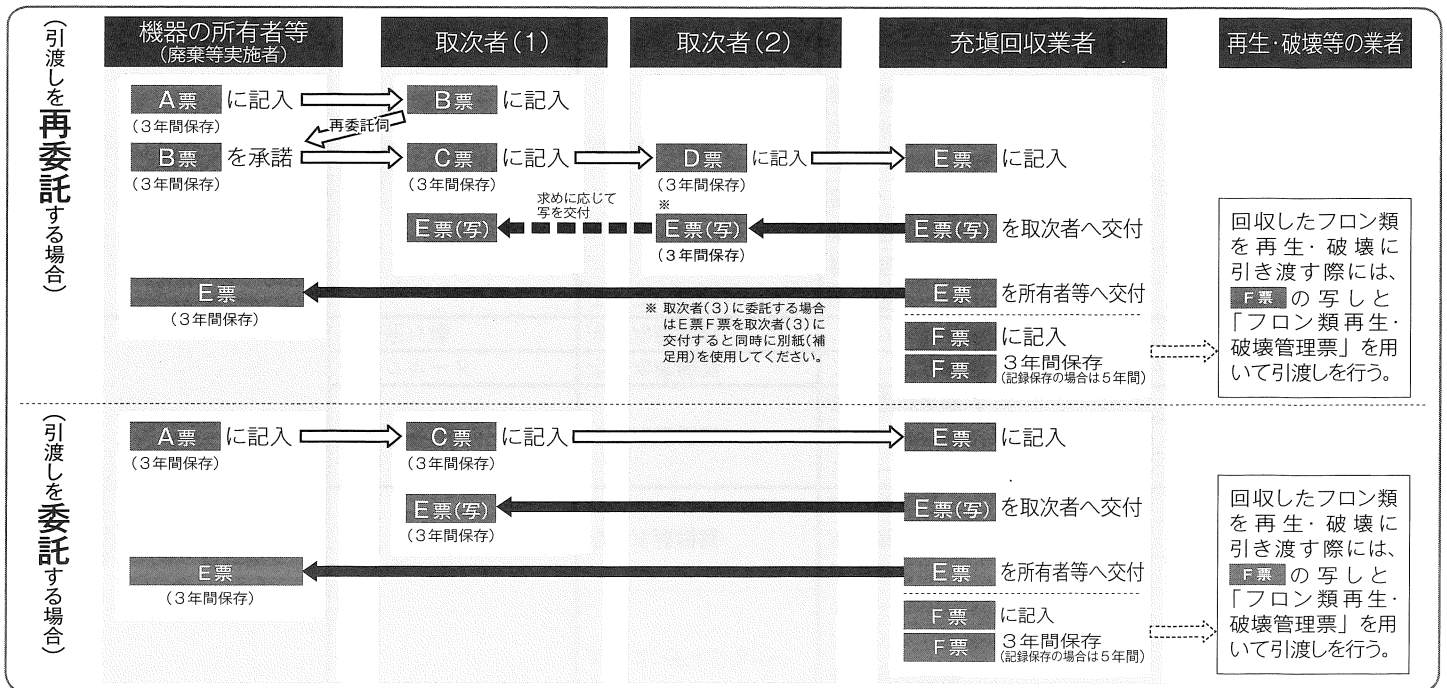 機器の所有者等
(廃棄等実施者)
取次者(1)
取次者(2)
充塡回収業者
再生・破壊等の業者
(引渡しを再委託する場合)
A票 に記入
(3年間保存)
B票 に記入
再委託伺
B票 を承諾
(3年間保存)
C票 に記入
(3年間保存)
D票 に記入
(3年間保存)
E票 に記入
求めに応じて
写を交付
※
E票(写)
E票(写)
(3年間保存)
E票(写) を取次者へ交付
E票
(3年間保存)
E票 を所有者等へ交付
※ 取次者(3)に委託する場合
はE票F票を取次者(3)に
交付すると同時に別紙(補
足用)を使用してください。
F票 に記入
F票 3年間保存
(記録保存の場合は5年間)
回収したフロン類
を再生・破壊に
引き渡す際には、
F票 の写しと
「フロン類再生・
破壊管理票」を用
いて引渡しを行う。
(引渡しを委託する場合)
A票 に記入
(3年間保存)
C票 に記入
(3年間保存)
E票 に記入
E票(写)
(3年間保存)
E票(写) を取次者へ交付
E票
(3年間保存)
E票 を所有者等へ交付
F票 に記入
F票 3年間保存
(記録保存の場合は5年間)
回収したフロン類
を再生・破壊に
引き渡す際には、
F票 の写しと
「フロン類再生・
破壊管理票」を用
いて引渡しを行う。